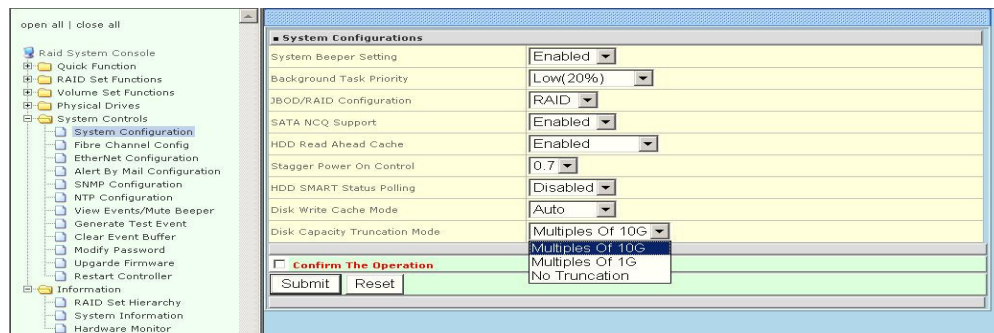 open all | close all
Raid System Console
Quick Function
RAID Set Functions
Volume Set Functions
Physical Drives
System Controls
System Configuration
Fibre Channel Config
EtherNet Configuration
Alert By Mail Configuration
SNMP Configuration
NTP Configuration
View Events/Mute Beeper
Generate Test Event
Clear Event Buffer
Modify Password
Upgarde Firmware
Restart Controller
Information
RAID Set Hierarchy
System Information
Hardware Monitor
System Configurations
System Beeper Setting Enabled
Background Task Priority Low(20%)
JBOD/RAID Configuration RAID
SATA NCQ Support Enabled
HDD Read Ahead Cache Enabled
Stagger Power On Control 0.7
HDD SMART Status Polling Disabled
Disk Write Cache Mode Auto
Disk Capacity Truncation Mode Multiples Of 10G
Multiples Of 10G
Multiples Of 1G
No Truncation
Confirm The Operation
Submit Reset